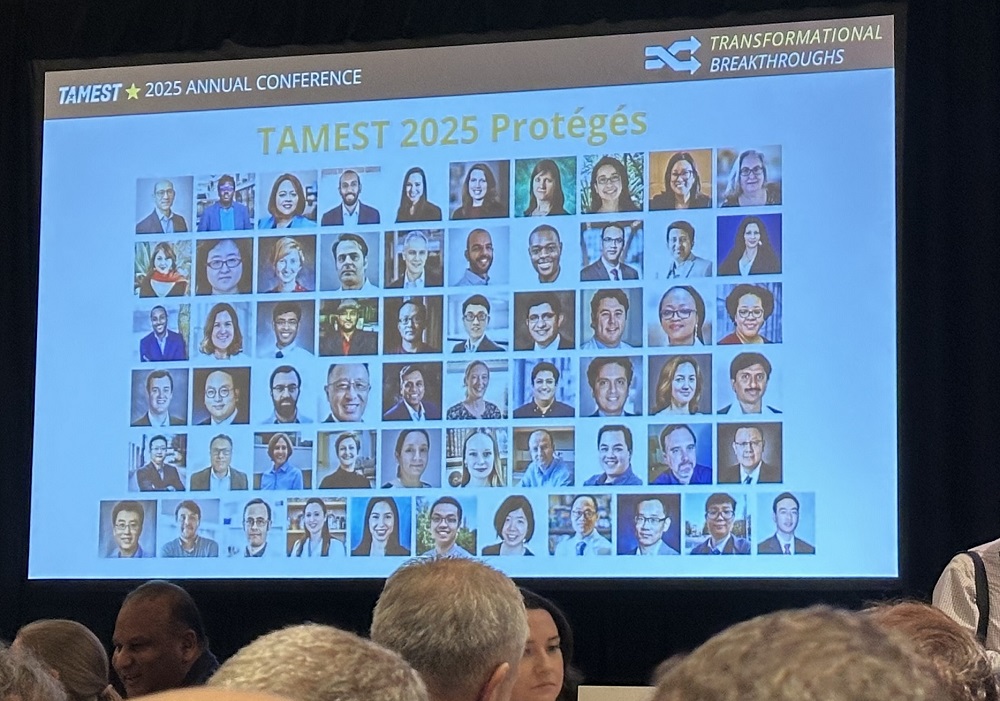 TAMEST 2025 ANNUAL CONFERENCE
TRANSFORMATIONAL
BREAKTHROUGHS
TAMEST 2025 Protégés